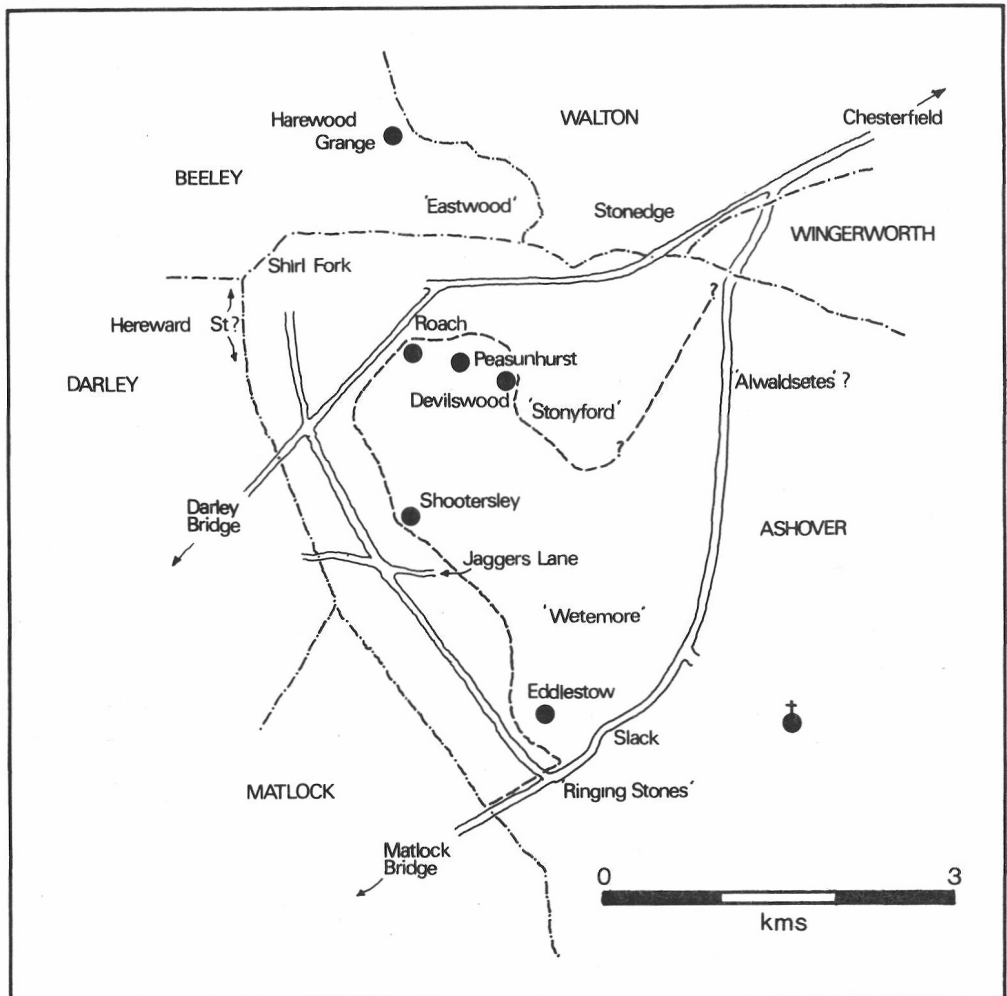 WALTON
Chesterfield
Harewood
Grange
BEELEY
'Eastwood'
Stonedge
WINGERWORTH
Shirl Fork
?
Hereward St?
Roach
Peasunhurst
DARLEY
'Alwaldsetes' ?
Devilswood
'Stonyford'
?
Shootersley
Darley
Bridge
ASHOVER
Jaggers Lane
'Wetemore'
Eddlestow
Slack
MATLOCK
'Ringing Stones'
Matlock
Bridge
0 3
kms